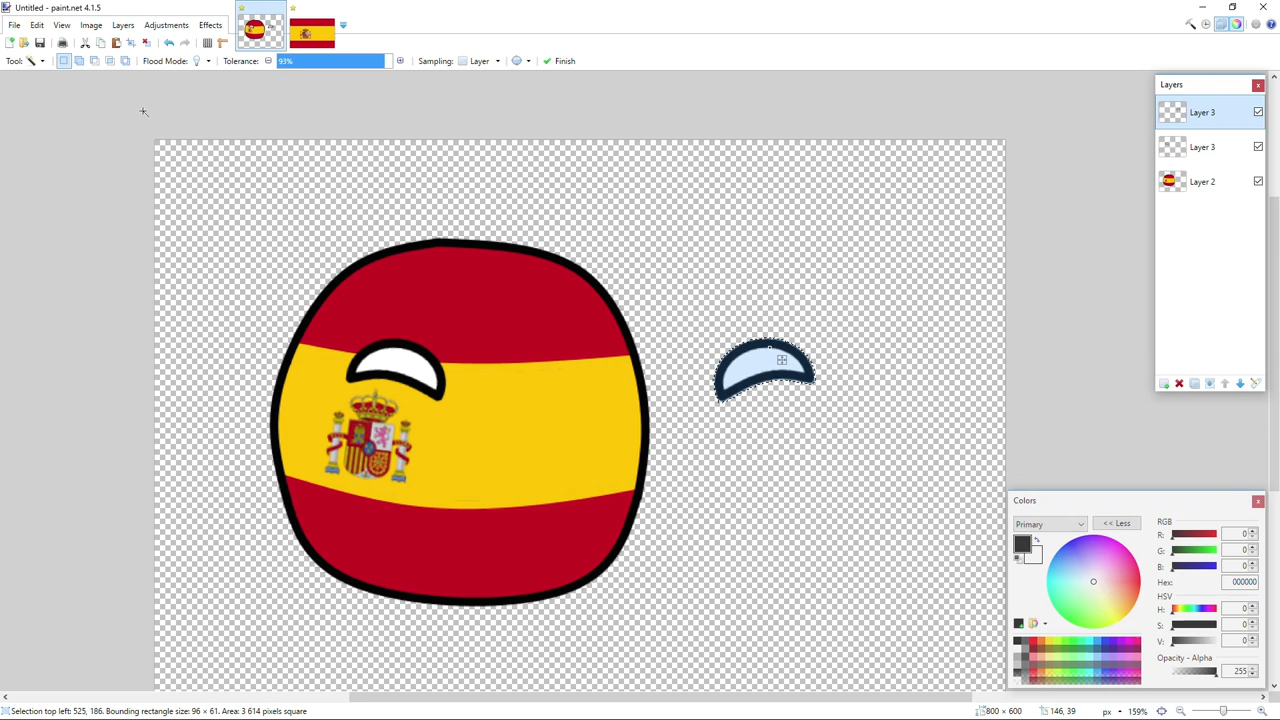 Untitled - paint.net 4.1.5
File Edit View Image Layers Adjustments Effects
Tool: Flood Mode: Tolerance: 93% Sampling: Layer Finish
Layers
Layer 3
Layer 3
Layer 2
Colors
Primary << Less
RGB
R: 0
G: 0
B: 0
Hex: 000000
HSV
H: 0
S: 0
V: 0
Opacity - Alpha
255
Selection top left: 525, 186. Bounding rectangle size: 96 × 61. Area: 3 614 pixels square 800 × 600 146, 39 px 159%